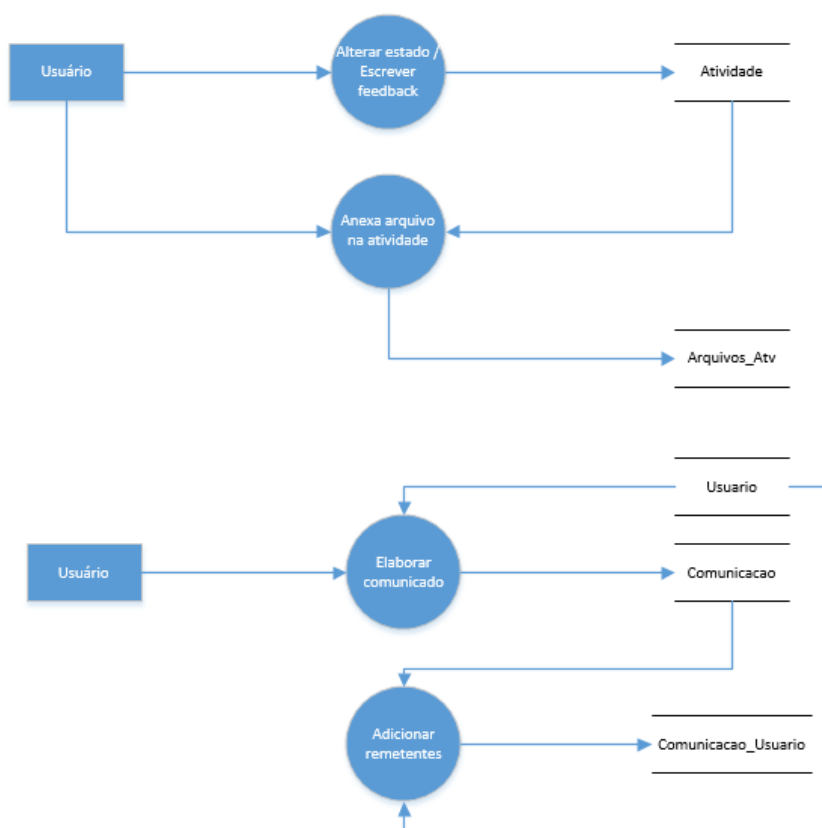 Usuário
Alterar estado /
Escrever
feedback
Atividade
Anexa arquivo
na atividade
Arquivos_Atv
Usuario
Usuário
Elaborar
comunicado
Comunicacao
Adicionar
remetentes
Comunicacao_Usuario